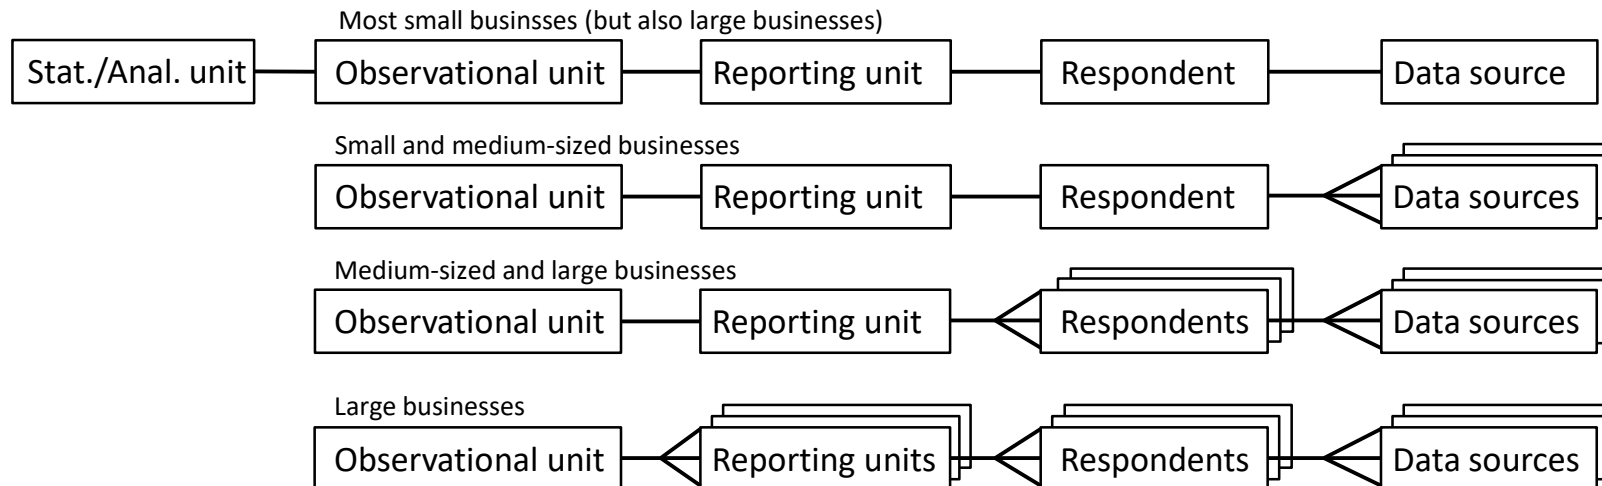 Most small businsses (but also large businesses)
Stat./Anal. unit Observational unit Reporting unit Respondent Data source
Small and medium-sized businesses
Observational unit Reporting unit Respondent Data sources
Medium-sized and large businesses
Observational unit Reporting unit Respondents Data sources
Large businesses
Observational unit Reporting units Respondents Data sources